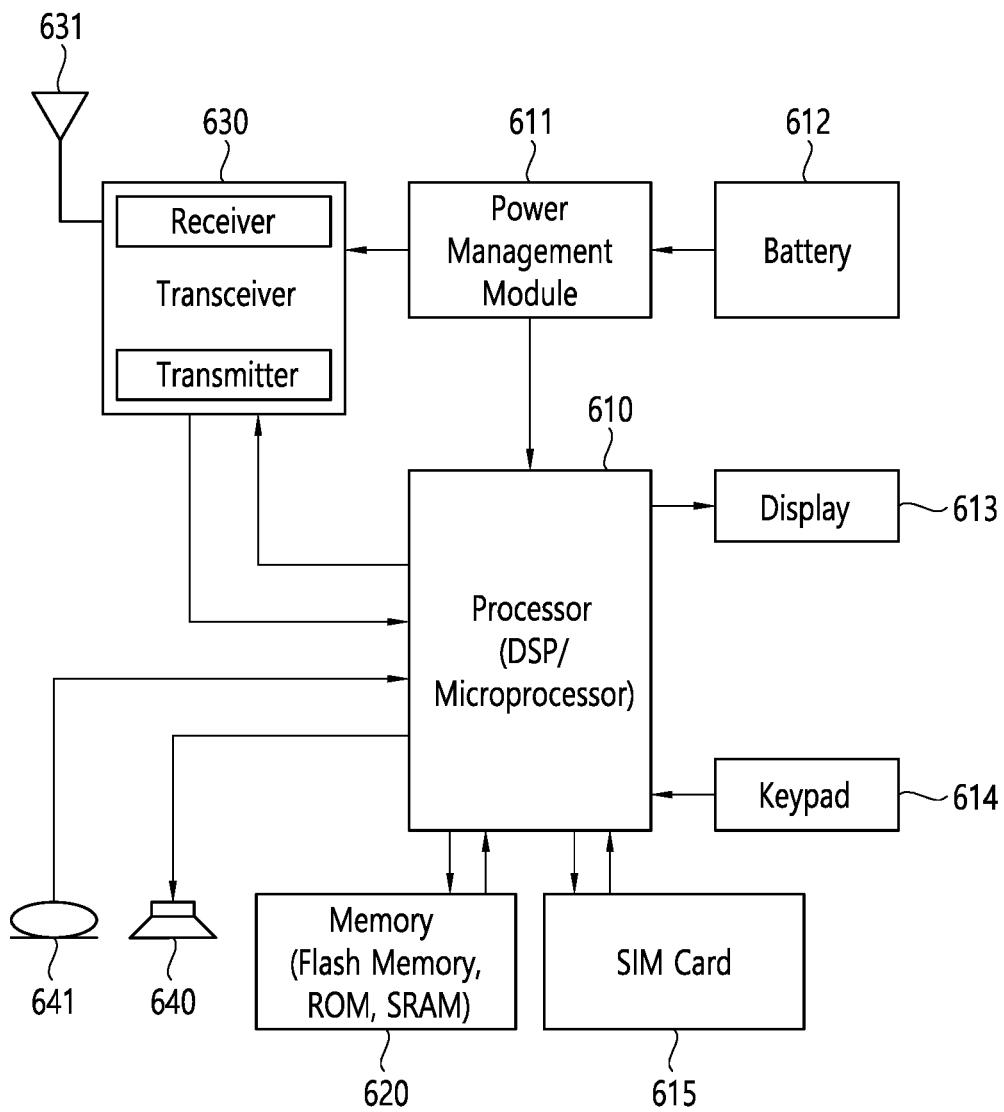 631
630
611
612
Receiver
Transceiver
Transmitter
Power
Management
Module
Battery
610
Display
613
Processor
(DSP/
Microprocessor)
Keypad
614
641
640
Memory
(Flash Memory,
ROM, SRAM)
SIM Card
620
615